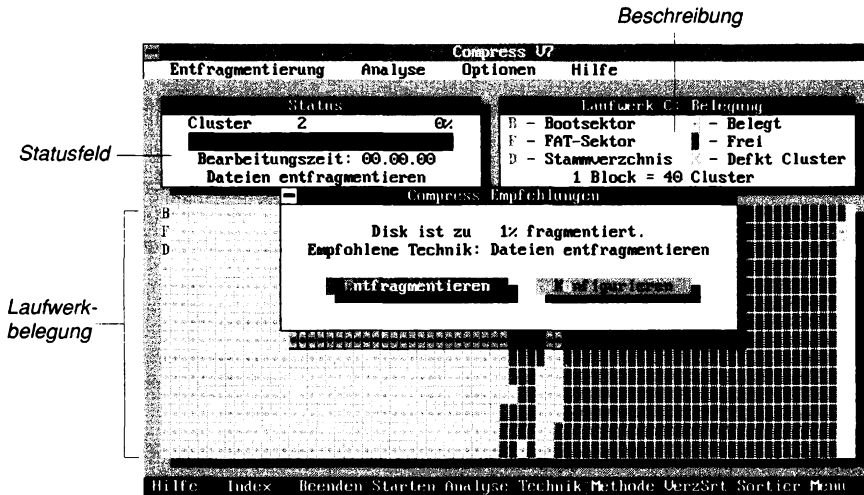 Beschreibung
Compress V7
Entfragmentierung Analyse Optionen Hilfe
Status
Cluster 2 0%
Bearbeitungszeit: 00.00.00
Dateien entfragmentieren
Laufwerk C: Belegung
B - Bootsektor - Belegt
F - FAT-Sektor - Frei
D - Stammverzchnis X - Defkt Cluster
1 Block = 40 Cluster
Statusfeld
Compress Empfehlungen
Disk ist zu 1% fragmentiert.
Empfohlene Technik: Dateien entfragmentieren
Entfragmentieren Konfigurieren
B
F
D
Laufwerk-
belegung
Hilfe Index Beenden Starten Analyse Technik Methode VerzSrt Sortier Menu